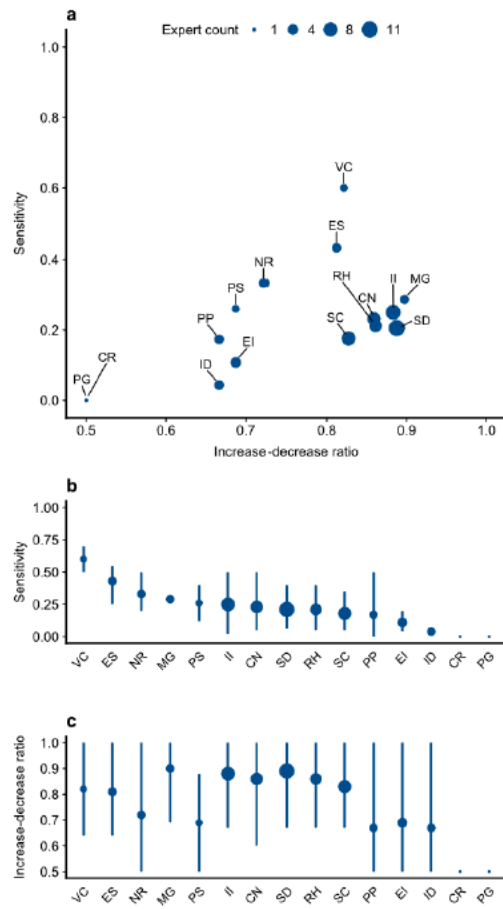 a
Expert count 1 4 8 11
1.0
0.8
0.6
0.4
0.2
0.0
Sensitivity
VC
ES
NR
RH
II
MG
PS
CN
PP
EI
SC
SD
ID
CR
PG
0.5 0.6 0.7 0.8 0.9 1.0
Increase-decrease ratio
b
1.00
0.75
0.50
0.25
0.00
Sensitivity
VC ES NR MG PS II CN SD RH SC PP EI ID CR PG
c
1.0
0.9
0.8
0.7
0.6
0.5
Increase-decrease ratio
VC ES NR MG PS II CN SD RH SC PP EI ID CR PG